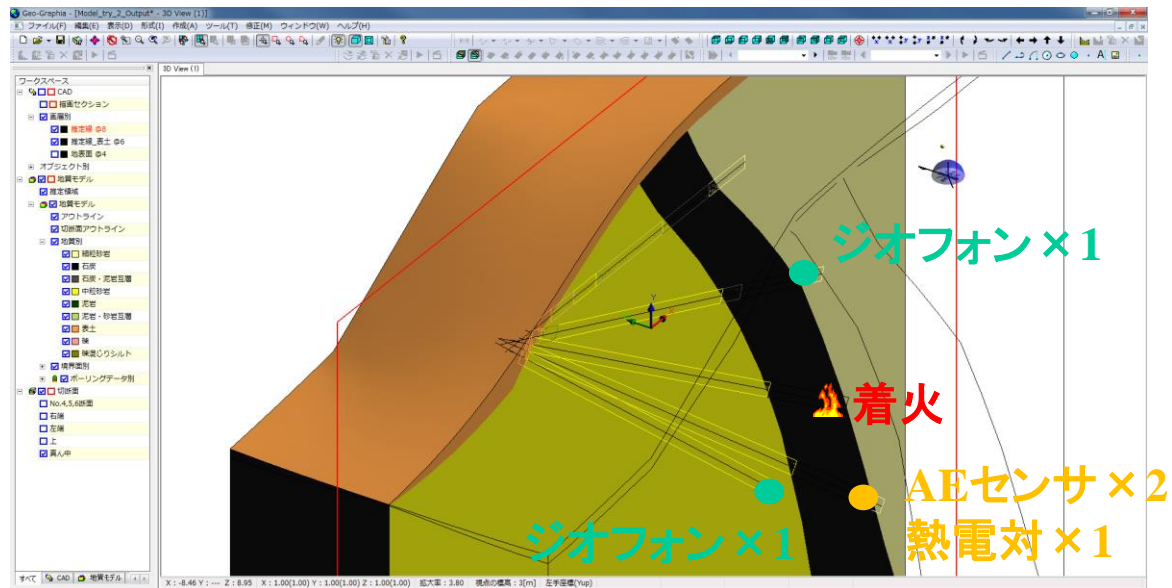 Geo-Graphia - [Model_try_2_Output* - 3D View (1)]
ファイル(F) 編集(E) 表示(D) 形式(I) 作成(A) ツール(T) 修正(M) ウィンドウ(W) ヘルプ(H)
3D View (1)
ワークスペース
CAD
描画セクション
画層別
推定線 @8
推定線_表土 @6
地表面 @4
オブジェクト別
地質モデル
推定領域
地質モデル
アウトライン
切断面アウトライン
地質別
細粒砂岩
石炭
石炭・泥岩互層
中粒砂岩
泥岩
泥岩・砂岩互層
表土
礫
礫混じりシルト
境界面別
ボーリングデータ別
切断面
No.4,5,6断面
右端
左端
上
真ん中
Y
ジオフォン×1
着火
AEセンサ×2
熱電対×1
ジオフォン×1
すべて CAD 地質モデル
X : -8.46 Y : --- Z : 8.95 X : 1.00(1.00) Y : 1.00(1.00) Z : 1.00(1.00) 拡大率 : 3.80 視点の標高 : 3[m] 左手座標(Yup)